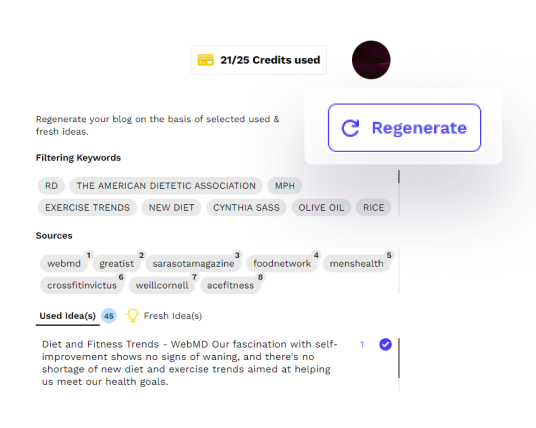 21/25 Credits used
Regenerate
Regenerate your blog on the basis of selected used &
fresh ideas.
Filtering Keywords
RD THE AMERICAN DIETETIC ASSOCIATION MPH
EXERCISE TRENDS NEW DIET CYNTHIA SASS OLIVE OIL RICE
Sources
webmd 1 greatist 2 sarasotamagazine 3 foodnetwork 4 menshealth 5
crossfitinvictus 6 weillcornell 7 acefitness 8
Used Idea(s) 45 Fresh Idea(s)
Diet and Fitness Trends - WebMD Our fascination with self- 1
improvement shows no signs of waning, and there's no
shortage of new diet and exercise trends aimed at helping
us meet our health goals.